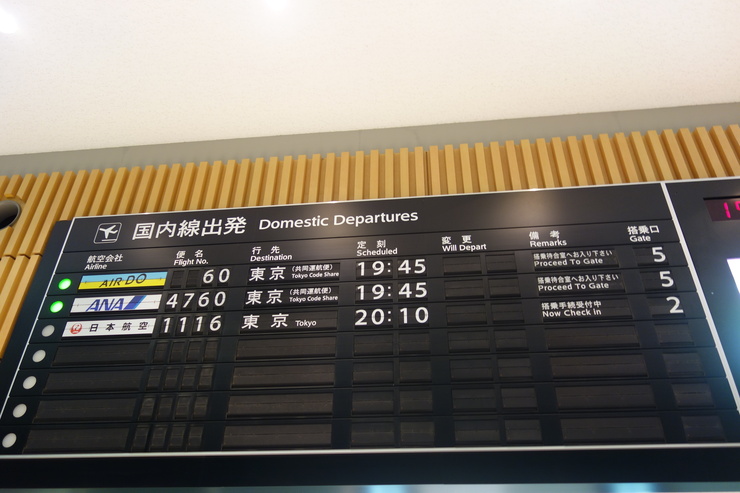 国内線出発 Domestic Departures
航空会社 便名 行先 定刻 変更 備考 搭乗口
Airline Flight No. Destination Scheduled Will Depart Remarks Gate
AIR DO 60 東京 (共同運航便) Tokyo Code Share 19:45 搭乗待合室へお入り下さい Proceed To Gate 5
ANA 4760 東京 (共同運航便) Tokyo Code Share 19:45 搭乗待合室へお入り下さい Proceed To Gate 5
日本航空 1116 東京 Tokyo 20:10 搭乗手続受付中 Now Check in 2